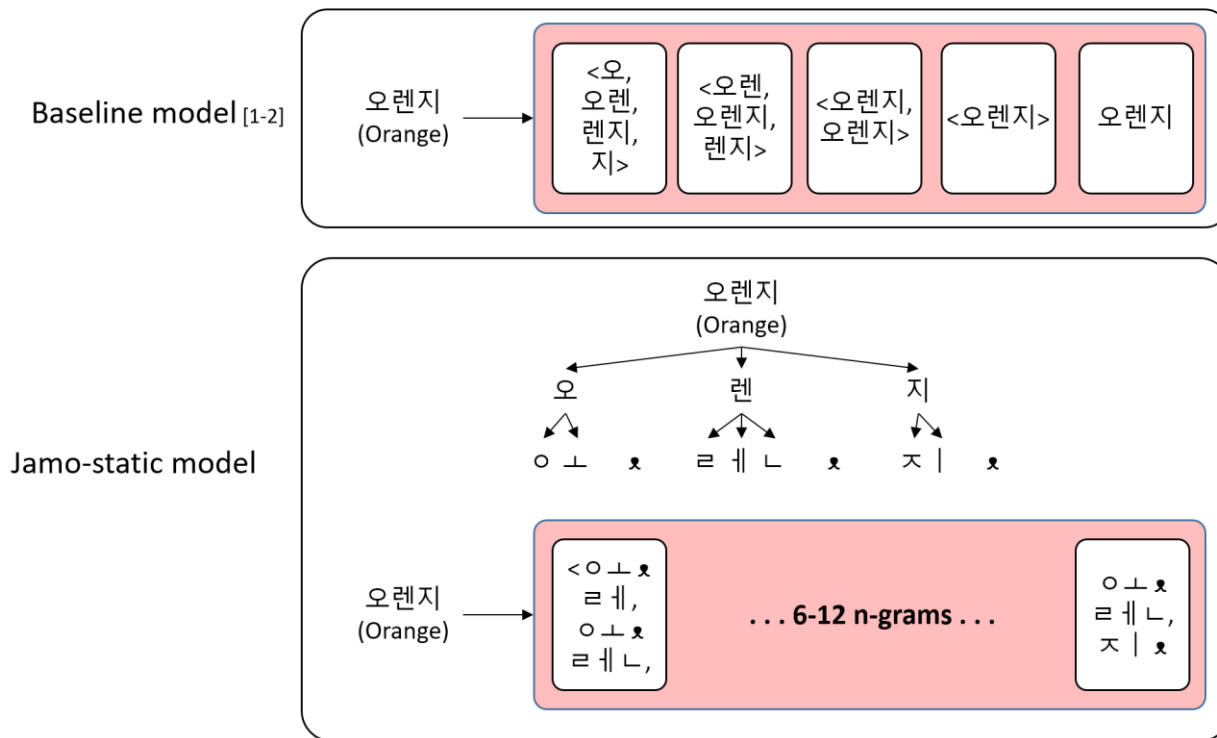 Baseline model [1-2]
오렌지
(Orange)
<오,
오렌,
렌지,
지>
<오렌,
오렌지,
렌지>
<오렌지,
오렌지>
<오렌지>
오렌지
Jamo-static model
오렌지
(Orange)
오 렌 지
ㅇ ㅗ ᴥ ㄹ ㅔ ㄴ ᴥ ㅈ ㅣ ᴥ
오렌지
(Orange)
<ㅇ ㅗ ᴥ
ㄹ ㅔ,
ㅇ ㅗ ᴥ
ㄹ ㅔ ㄴ,
. . . 6-12 n-grams . . .
ㅇ ㅗ ᴥ
ㄹ ㅔ ㄴ,
ㅈ ㅣ ᴥ